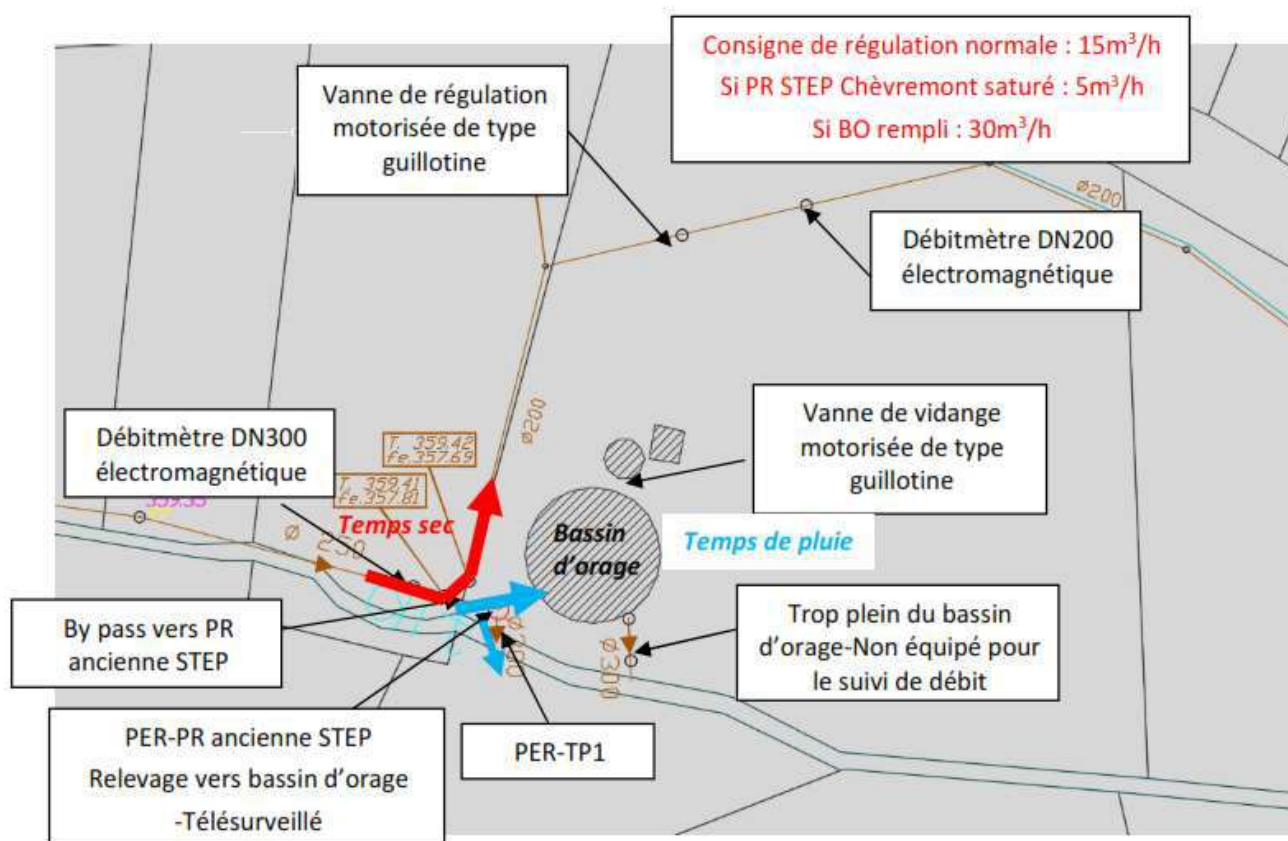 Consigne de régulation normale : 15m³/h
Si PR STEP Chèvremont saturé : 5m³/h
Si BO rempli : 30m³/h
Vanne de régulation
motorisée de type
guillotine
ø200
Débitmètre DN200
électromagnétique
ø200
Vanne de vidange
motorisée de type
guillotine
Débitmètre DN300
électromagnétique
T. 359.42
fe.357.69
T. 359.41
fe.357.81
359.35
Temps sec
Ø 250
Bassin
d'orage
Temps de pluie
By pass vers PR
ancienne STEP
Ø300
Trop plein du bassin
d'orage-Non équipé pour
le suivi de débit
PER-PR ancienne STEP
Relevage vers bassin d'orage
-Télésurveillé
PER-TP1